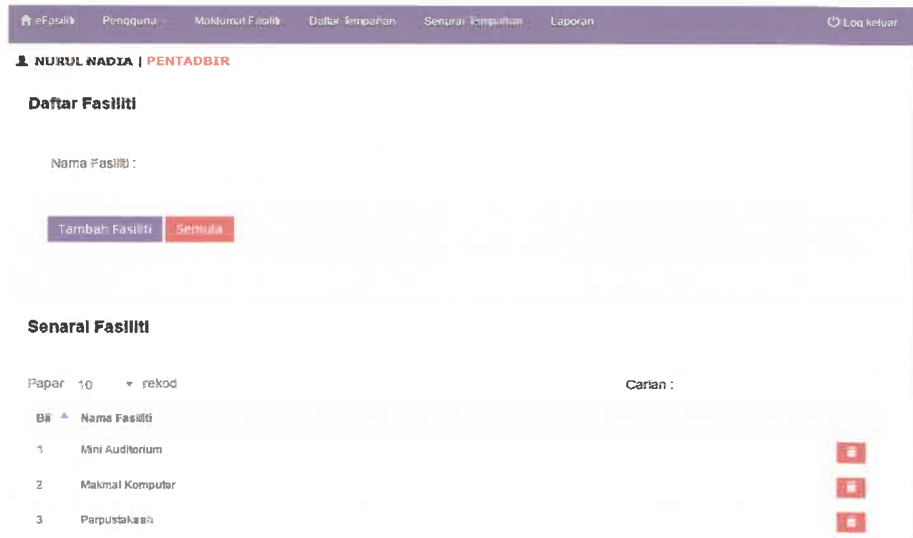 eFasiliti Pengguna Maklumat Fasiliti Daftar Tempahan Senarai Tempahan Laporan Log keluar
NURUL NADIA | PENTADBIR
Daftar Fasiliti
Nama Fasiliti :
Tambah Fasiliti Semula
Senarai Fasiliti
Papar 10 rekod Carian :
Bil Nama Fasiliti
1 Mini Auditorium
2 Makmal Komputer
3 Perpustakaan